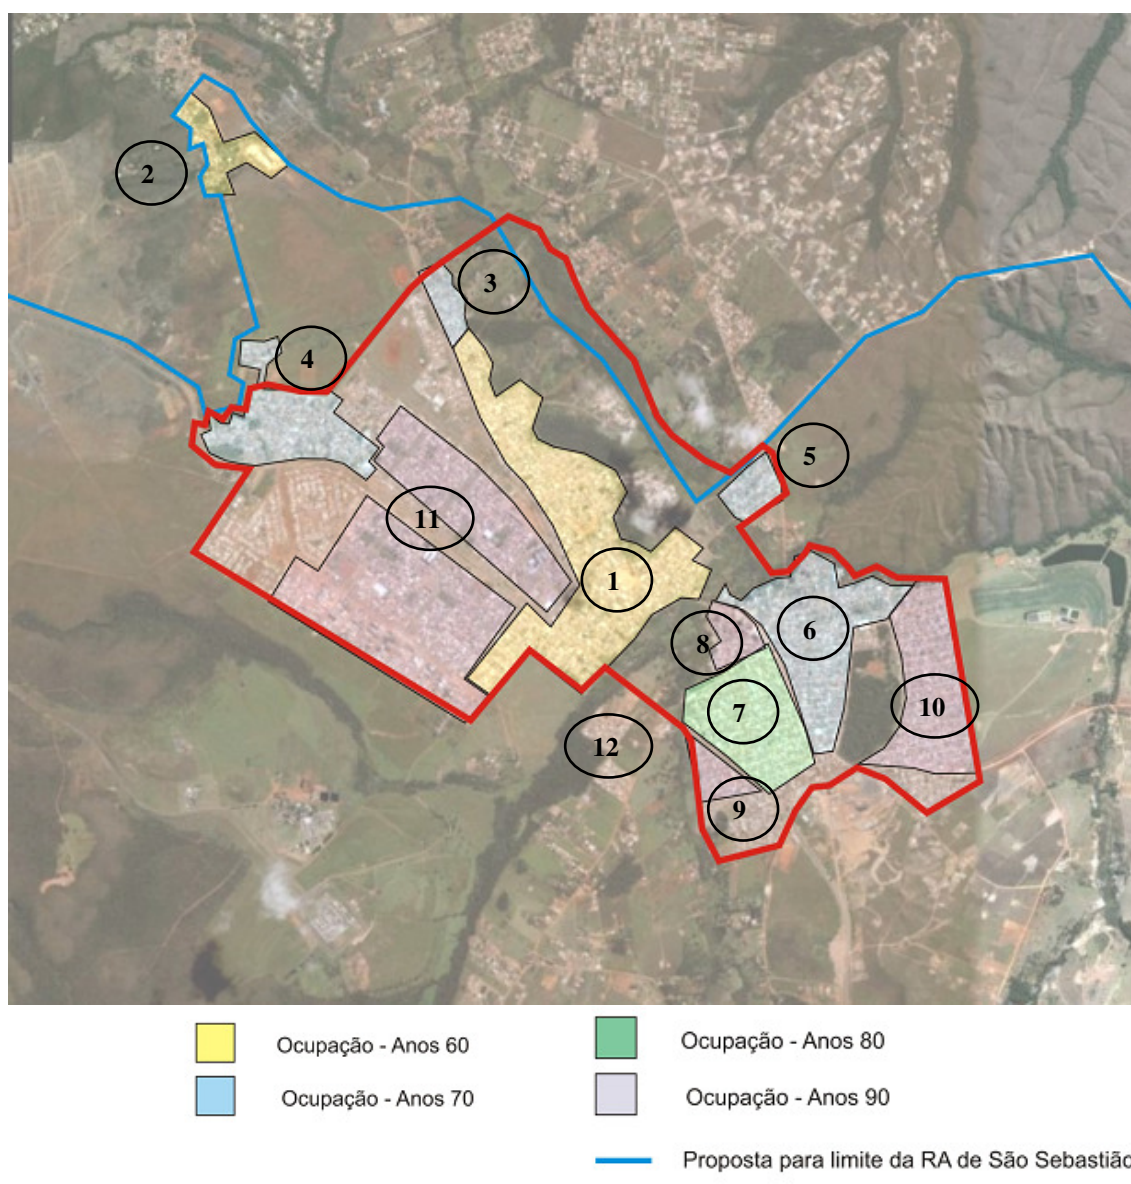 2
3
4
5
11
1
8
6
7
10
12
9
Ocupação - Anos 60
Ocupação - Anos 80
Ocupação - Anos 70
Ocupação - Anos 90
Proposta para limite da RA de São Sebastião